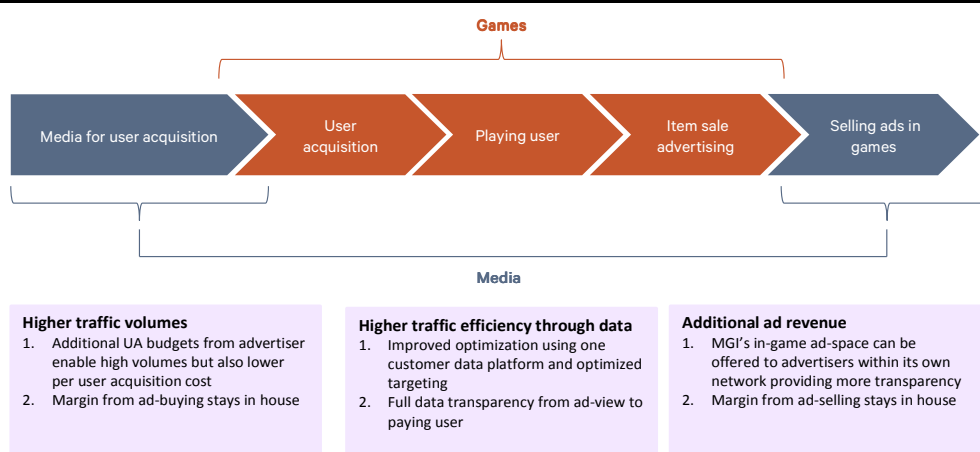 Games
Media for user acquisition
User
acquisition
Playing user
Item sale
advertising
Selling ads in
games
Media
Higher traffic volumes
1. Additional UA budgets from advertiser
enable high volumes but also lower
per user acquisition cost
2. Margin from ad-buying stays in house
Higher traffic efficiency through data
1. Improved optimization using one
customer data platform and optimized
targeting
2. Full data transparency from ad-view to
paying user
Additional ad revenue
1. MGI's in-game ad-space can be
offered to advertisers within its own
network providing more transparency
2. Margin from ad-selling stays in house